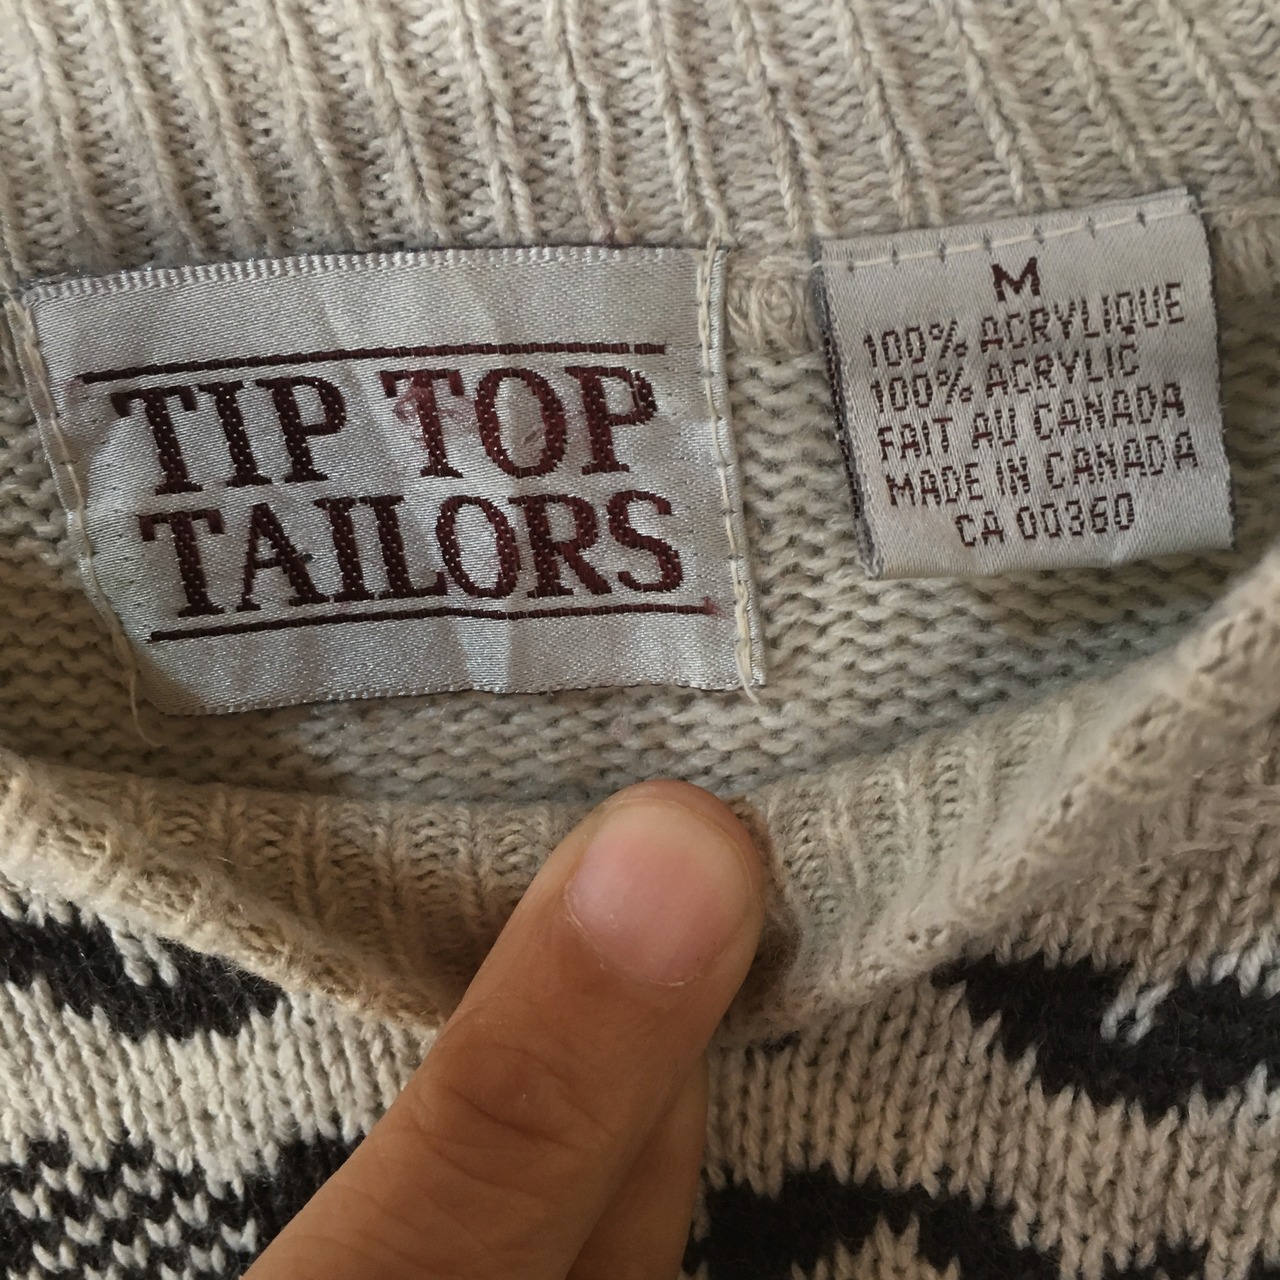 TIP TOP
TAILORS
M
100% ACRYLIQUE
100% ACRYLIC
FAIT AU CANADA
MADE IN CANADA
CA 00360